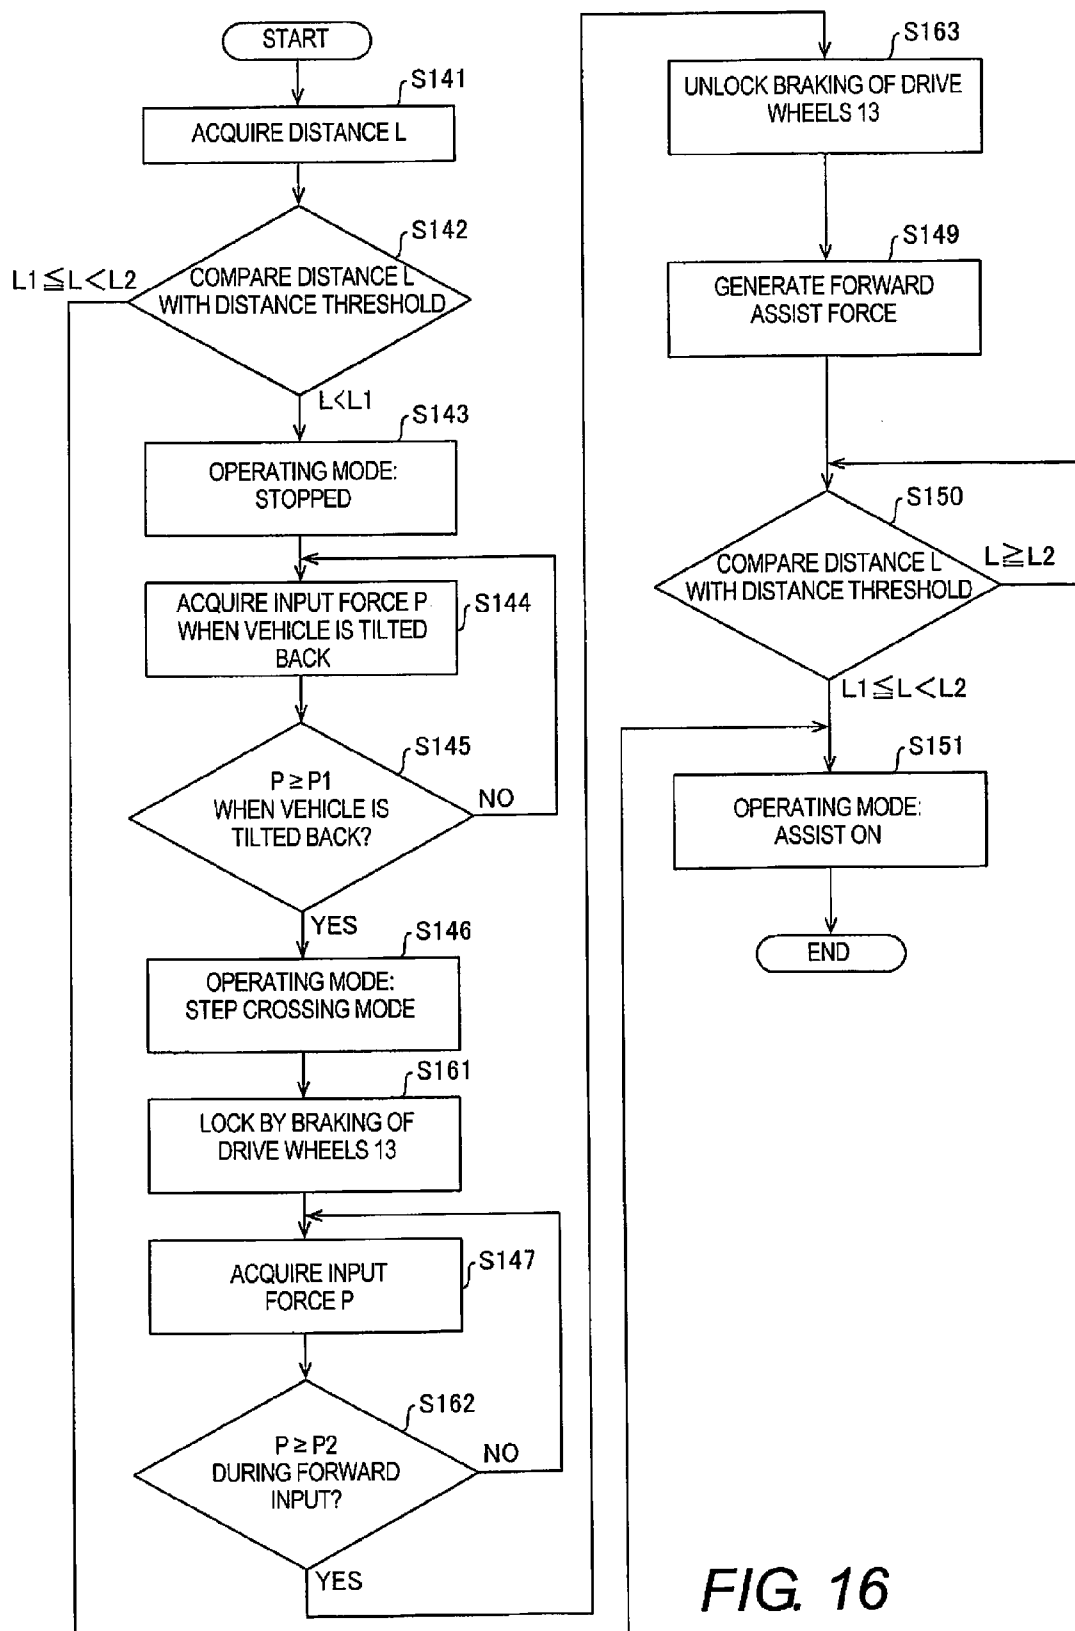 START
S141
ACQUIRE DISTANCE L
S142
L1≦L<L2
COMPARE DISTANCE L
WITH DISTANCE THRESHOLD
L<L1
S143
OPERATING MODE:
STOPPED
ACQUIRE INPUT FORCE P
WHEN VEHICLE IS TILTED
BACK
S144
S145
P ≥ P1
WHEN VEHICLE IS
TILTED BACK?
NO
YES
S146
OPERATING MODE:
STEP CROSSING MODE
S161
LOCK BY BRAKING OF
DRIVE WHEELS 13
ACQUIRE INPUT
FORCE P
S147
S162
P ≥ P2
DURING FORWARD
INPUT?
NO
YES
S163
UNLOCK BRAKING OF DRIVE
WHEELS 13
S149
GENERATE FORWARD
ASSIST FORCE
S150
COMPARE DISTANCE L
WITH DISTANCE THRESHOLD
L≧L2
L1≦L<L2
S151
OPERATING MODE:
ASSIST ON
END
FIG. 16